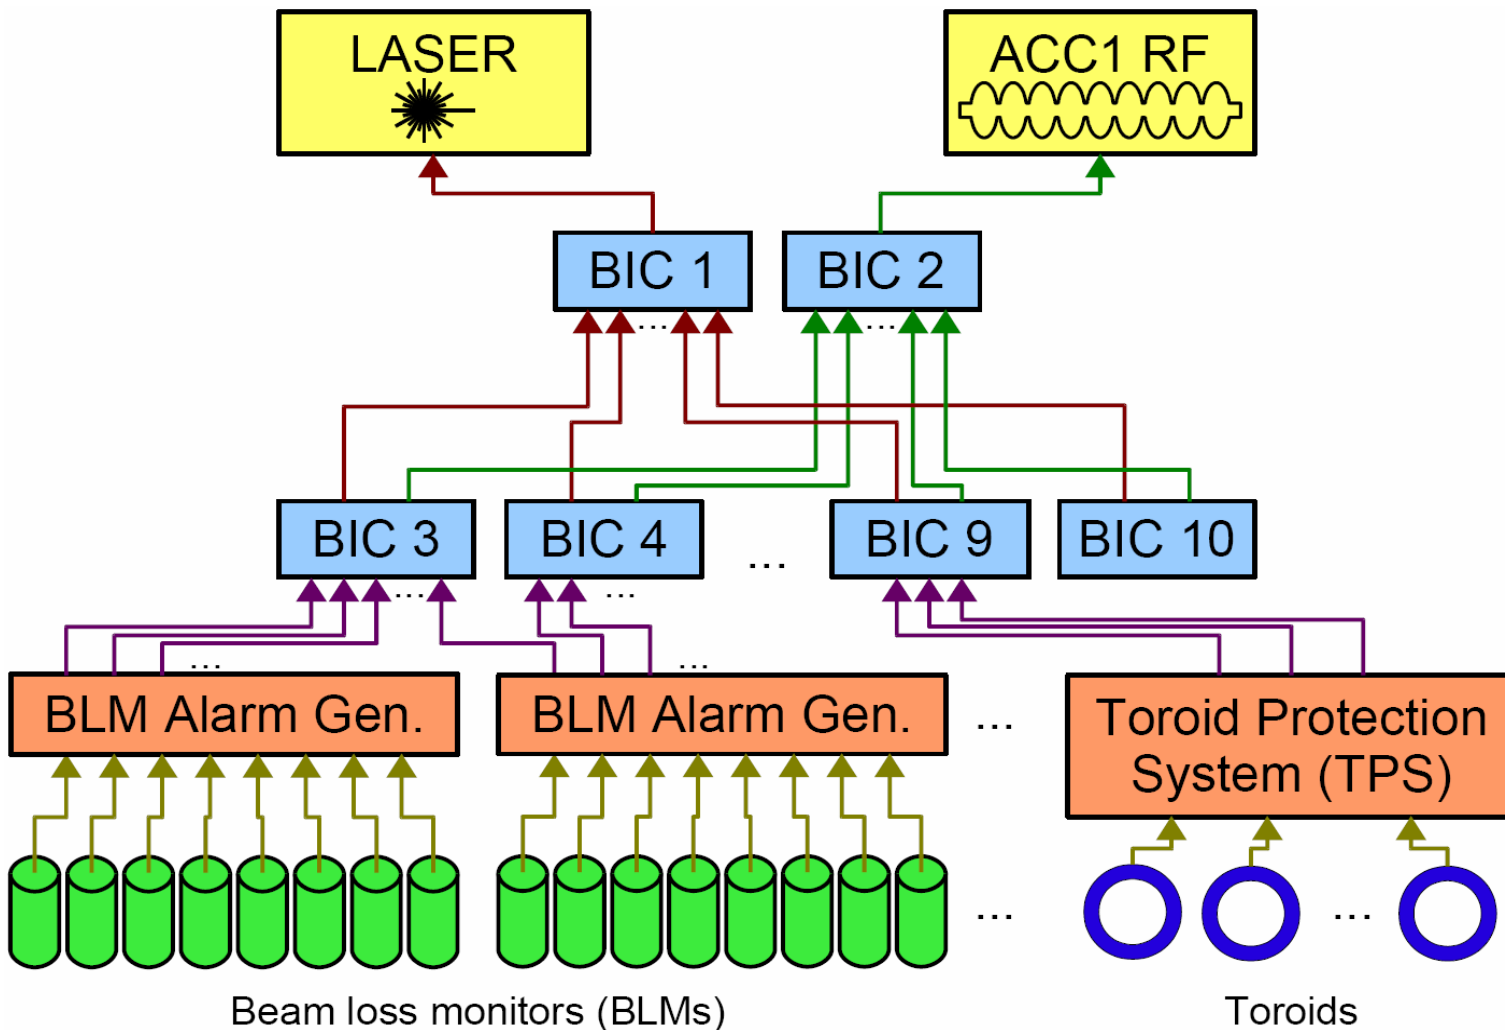 LASER
ACC1 RF
BIC 1
BIC 2
...
...
BIC 3
BIC 4
...
BIC 9
BIC 10
...
...
...
...
BLM Alarm Gen.
BLM Alarm Gen.
...
Toroid Protection
System (TPS)
...
...
Beam loss monitors (BLMs)
Toroids